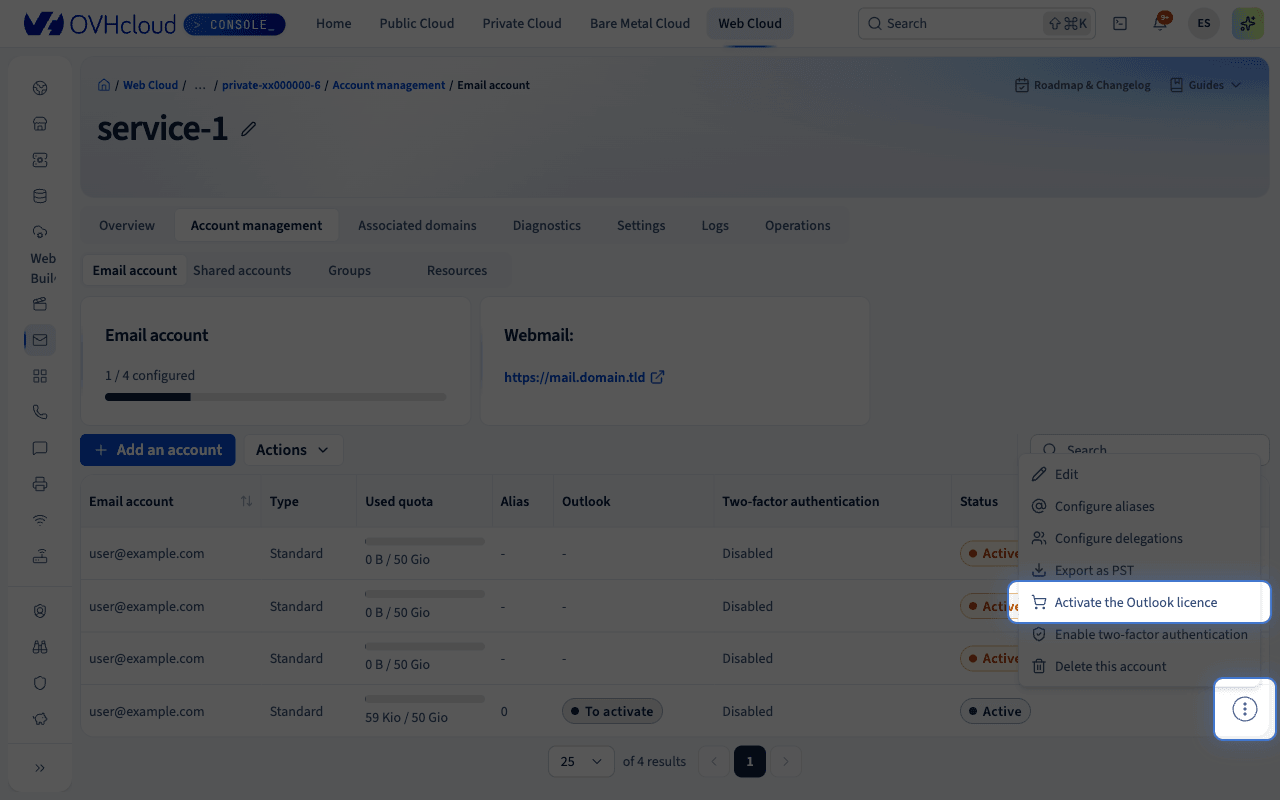 OVHcloud > CONSOLE_ Home Public Cloud Private Cloud Bare Metal Cloud Web Cloud Search ⇧⌘K 9+ ES
/ Web Cloud / ... / private-xx000000-6 / Account management / Email account Roadmap & Changelog Guides
service-1
Overview Account management Associated domains Diagnostics Settings Logs Operations
Web
Email account Shared accounts Groups Resources
Email account Webmail:
1 / 4 configured https://mail.domain.tld
+ Add an account Actions Search
Email account Type Used quota Alias Outlook Two-factor authentication Status
user@example.com Standard 0 B / 50 Gio - - Disabled Active
user@example.com Standard 0 B / 50 Gio - - Disabled Active
user@example.com Standard 0 B / 50 Gio - - Disabled Active
user@example.com Standard 59 Kio / 50 Gio 0 To activate Disabled Active
Edit
Configure aliases
Configure delegations
Export as PST
Activate the Outlook licence
Enable two-factor authentication
Delete this account
25 of 4 results 1